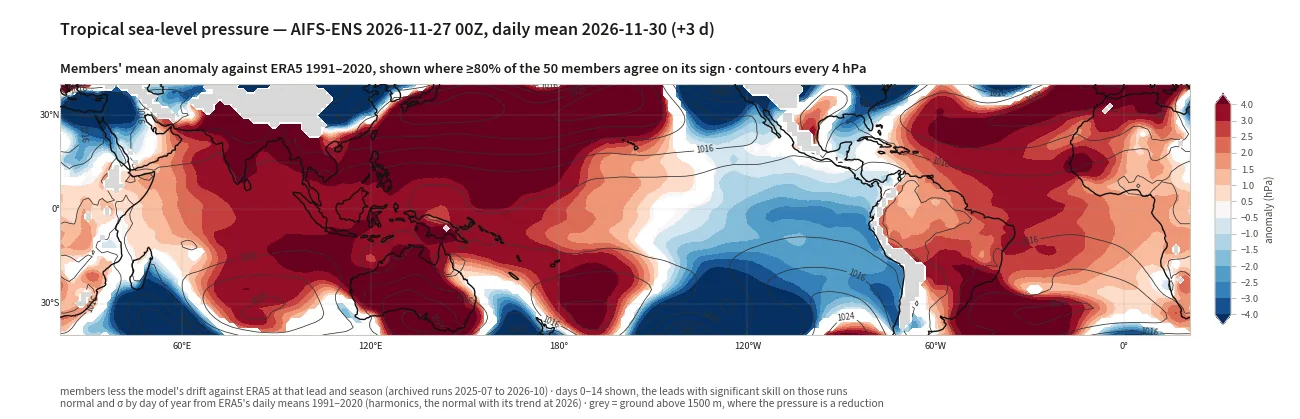 Tropical sea-level pressure — AIFS-ENS 2026-11-27 00Z, daily mean 2026-11-30 (+3 d)
Members' mean anomaly against ERA5 1991–2020, shown where ≥80% of the 50 members agree on its sign · contours every 4 hPa
30°N
0°
30°S
60°E
120°E
180°
120°W
60°W
0°
1016
1016
1016
1024
1016
1016
4.0
3.0
2.5
2.0
1.5
1.0
0.5
−0.5
−1.0
−1.5
−2.0
−2.5
−3.0
−4.0
anomaly (hPa)
members less the model's drift against ERA5 at that lead and season (archived runs 2025-07 to 2026-10) · days 0–14 shown, the leads with significant skill on those runs
normal and σ by day of year from ERA5's daily means 1991–2020 (harmonics, the normal with its trend at 2026) · grey = ground above 1500 m, where the pressure is a reduction